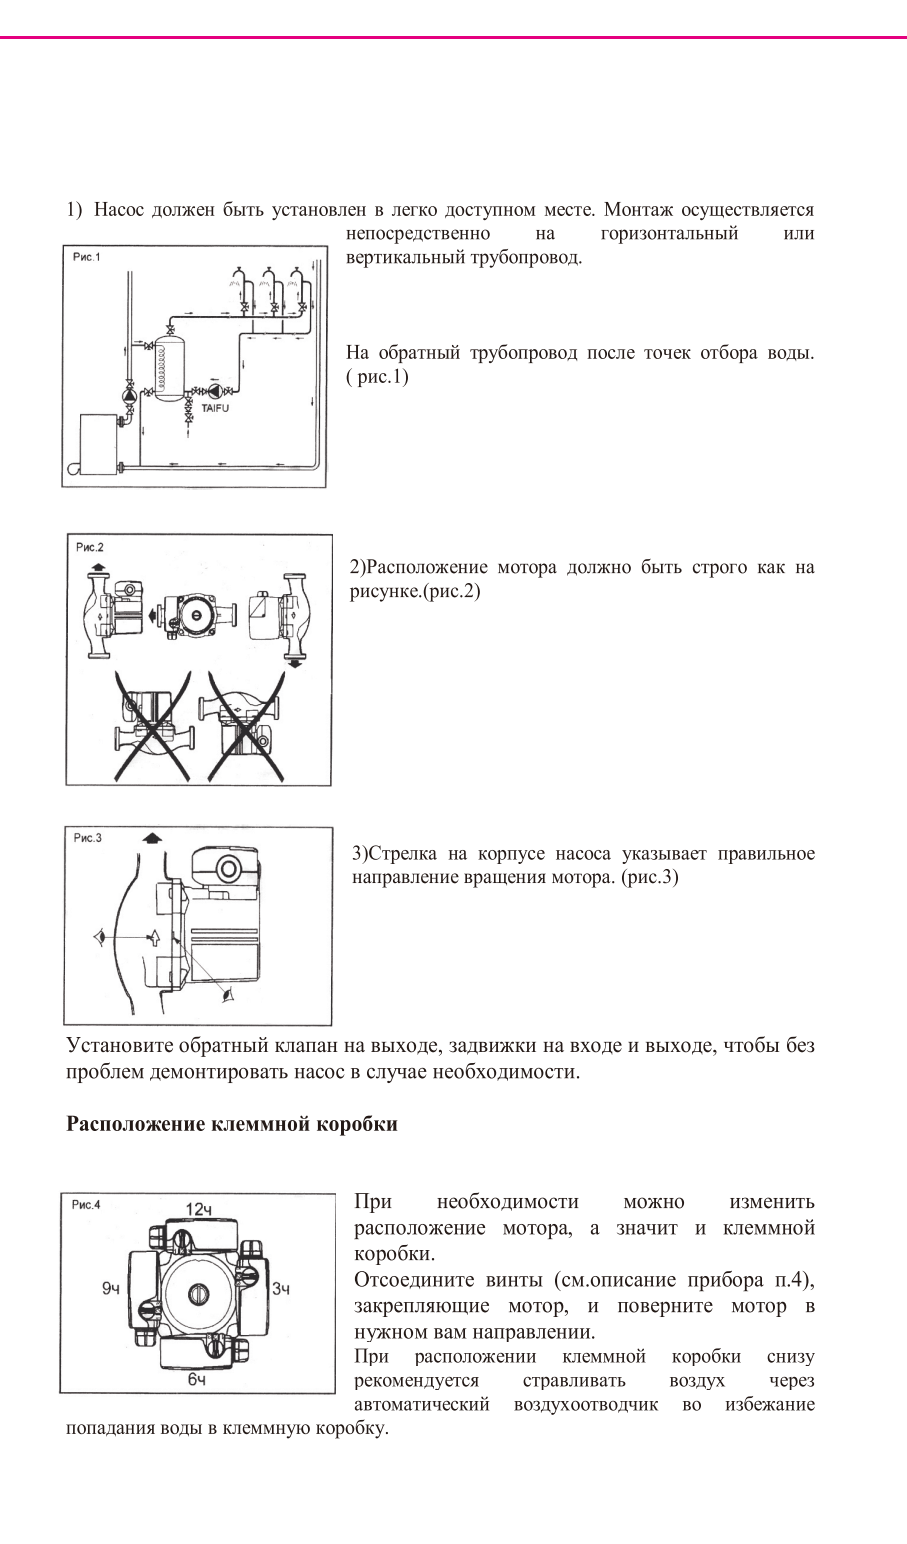 1) Насос должен быть установлен в легко доступном месте. Монтаж осуществляется
непосредственно на горизонтальный или
вертикальный трубопровод.
Рис.1
TAIFU
На обратный трубопровод после точек отбора воды.
( рис.1)
Рис.2
2)Расположение мотора должно быть строго как на
рисунке.(рис.2)
Рис.3
3)Стрелка на корпусе насоса указывает правильное
направление вращения мотора. (рис.3)
Установите обратный клапан на выходе, задвижки на входе и выходе, чтобы без
проблем демонтировать насос в случае необходимости.
Расположение клеммной коробки
Рис.4
12ч
9ч
3ч
6ч
При необходимости можно изменить
расположение мотора, а значит и клеммной
коробки.
Отсоедините винты (см.описание прибора п.4),
закрепляющие мотор, и поверните мотор в
нужном вам направлении.
При расположении клеммной коробки снизу
рекомендуется стравливать воздух через
автоматический воздухоотводчик во избежание
попадания воды в клеммную коробку.